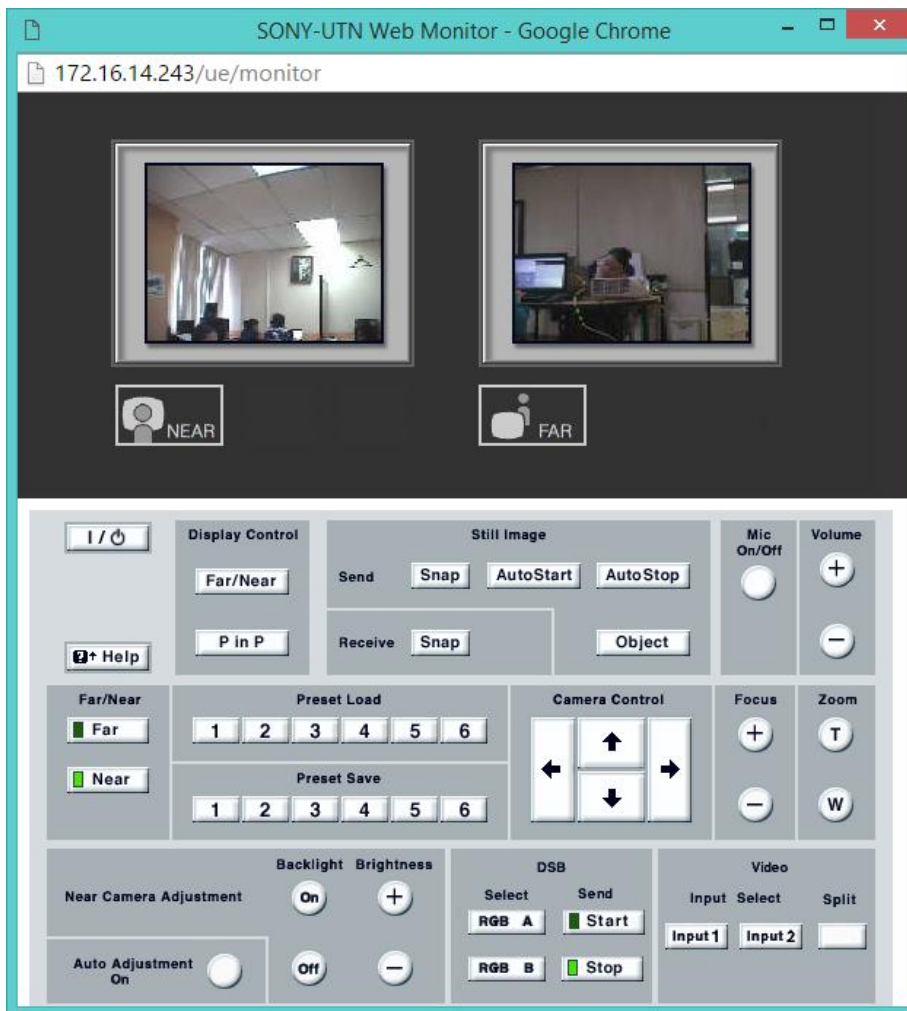 SONY-UTN Web Monitor - Google Chrome
172.16.14.243/ue/monitor
NEAR
FAR
I / ⏻
Display Control
Still Image
Mic On/Off
Volume
Far/Near
Send
Snap
AutoStart
AutoStop
+
P in P
Receive
Snap
Object
−
?↑ Help
Far/Near
Preset Load
Camera Control
Focus
Zoom
Far
1 2 3 4 5 6
+
T
Near
Preset Save
1 2 3 4 5 6
−
W
Near Camera Adjustment
Backlight
Brightness
On
+
Off
−
Auto Adjustment
On
DSB
Select
Send
RGB A
Start
RGB B
Stop
Video
Input Select
Split
Input 1
Input 2